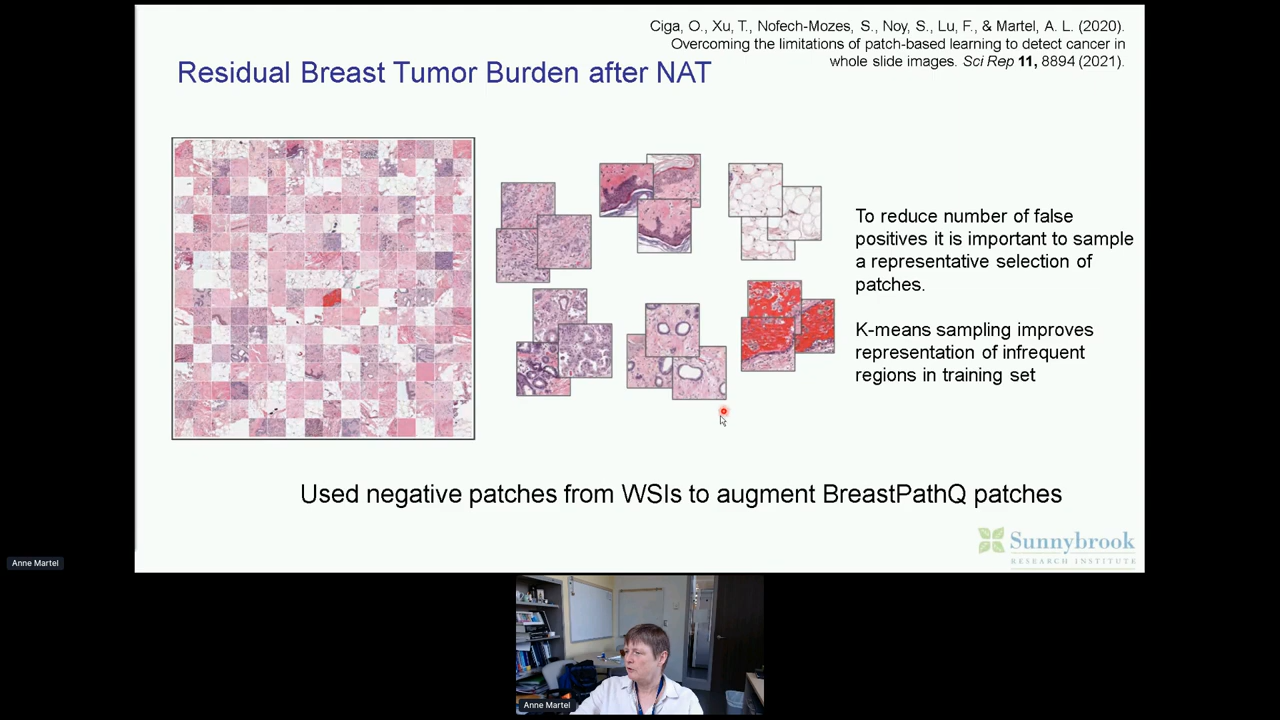 Ciga, O., Xu, T., Nofech-Mozes, S., Noy, S., Lu, F., & Martel, A. L. (2020).
Overcoming the limitations of patch-based learning to detect cancer in
whole slide images. Sci Rep 11, 8894 (2021).
Residual Breast Tumor Burden after NAT
To reduce number of false
positives it is important to sample
a representative selection of
patches.
K-means sampling improves
representation of infrequent
regions in training set
Used negative patches from WSIs to augment BreastPathQ patches
Sunnybrook
RESEARCH INSTITUTE
Anne Martel
Anne Martel